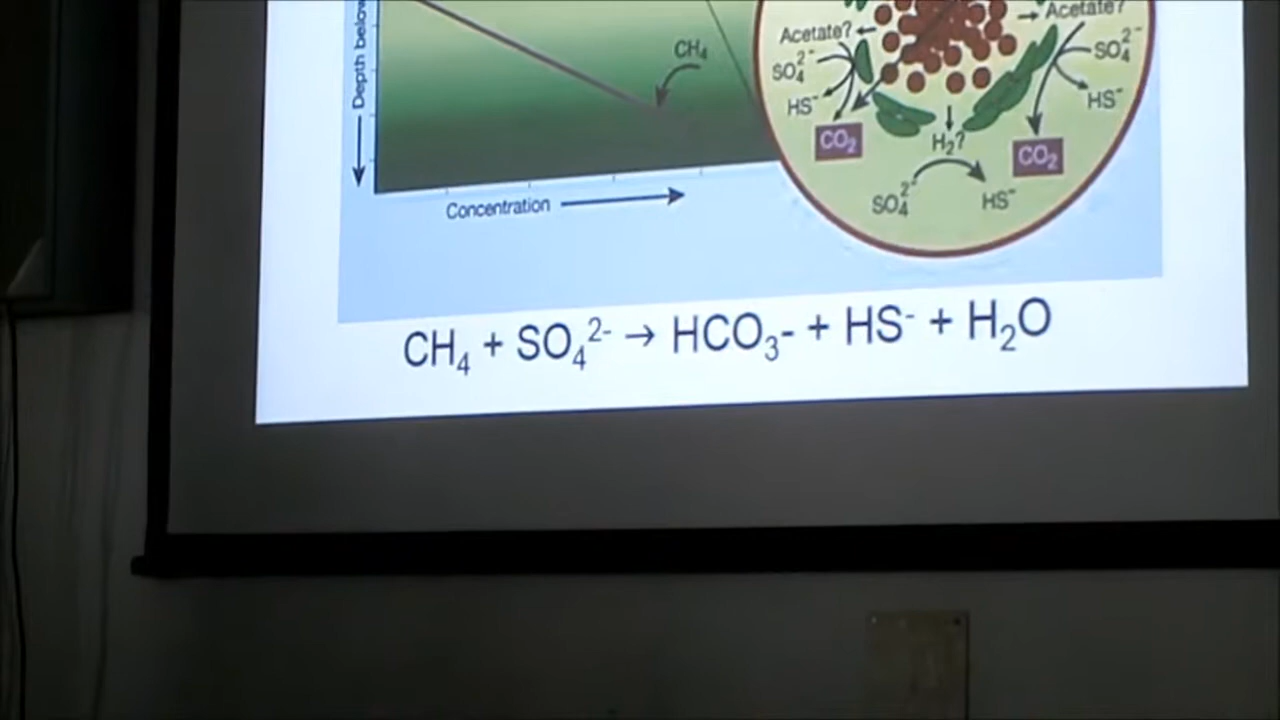 Depth below
CH₄
Concentration
Acetate?
SO₄²⁻
HS⁻
CO₂
H₂?
SO₄²⁻
HS⁻
Acetate?
SO₄²⁻
HS⁻
CO₂
CH₄ + SO₄²⁻ → HCO₃- + HS⁻ + H₂O